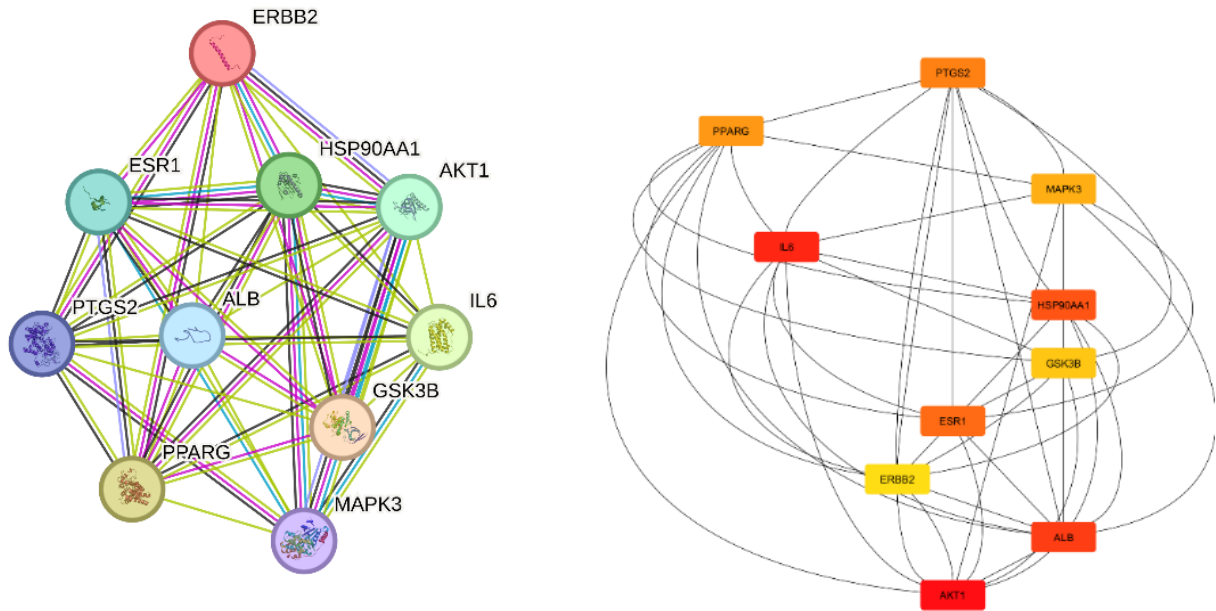 ERBB2
HSP90AA1
ESR1
AKT1
PTGS2
ALB
IL6
GSK3B
PPARG
MAPK3
PTGS2
PPARG
MAPK3
IL6
HSP90AA1
GSK3B
ESR1
ERBB2
ALB
AKT1